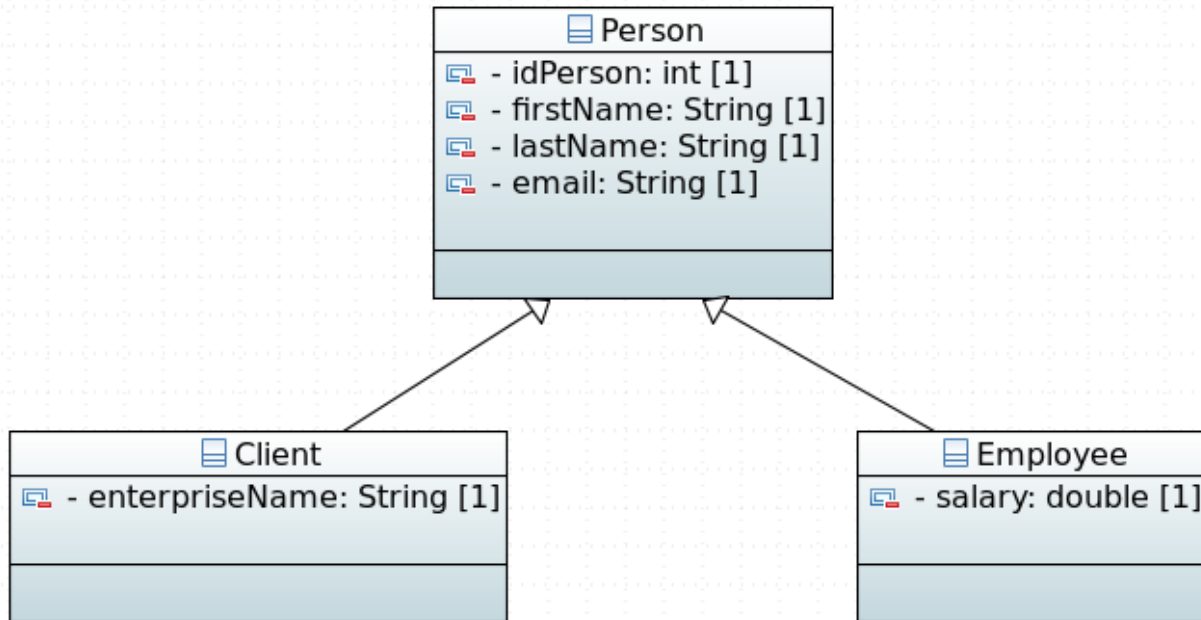 Person
- idPerson: int [1]
- firstName: String [1]
- lastName: String [1]
- email: String [1]
Client
- enterpriseName: String [1]
Employee
- salary: double [1]